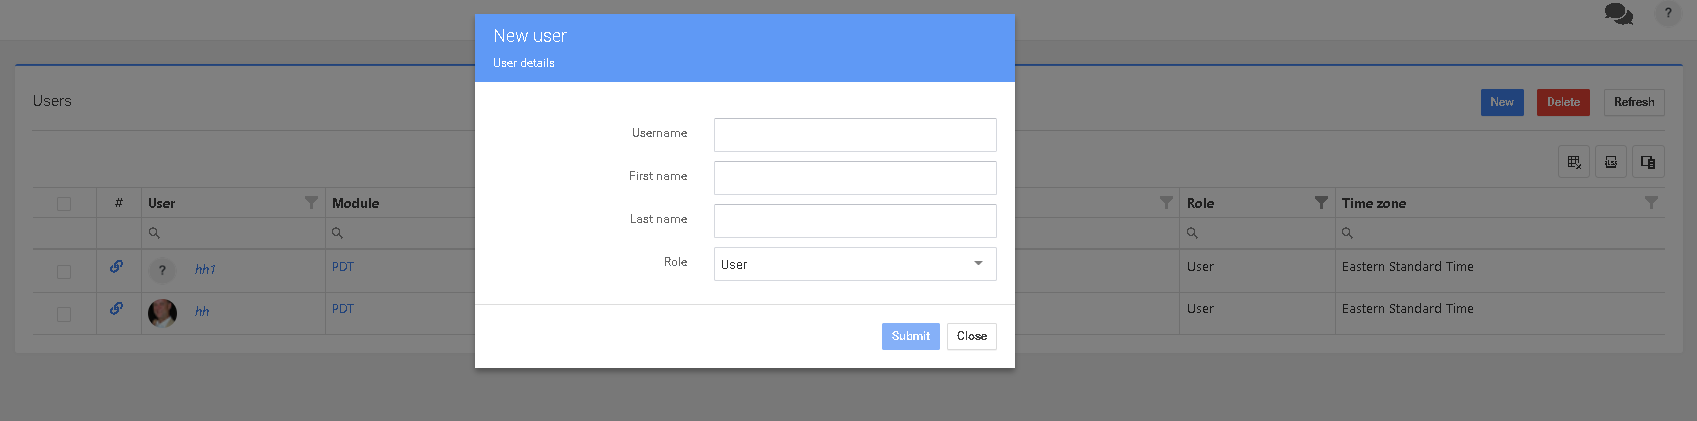 New user
User details
?
Users
New Delete Refresh
Username
First name
Last name
Role User
# User Module Role Time zone
? hh1 PDT User Eastern Standard Time
hh PDT User Eastern Standard Time
Submit Close